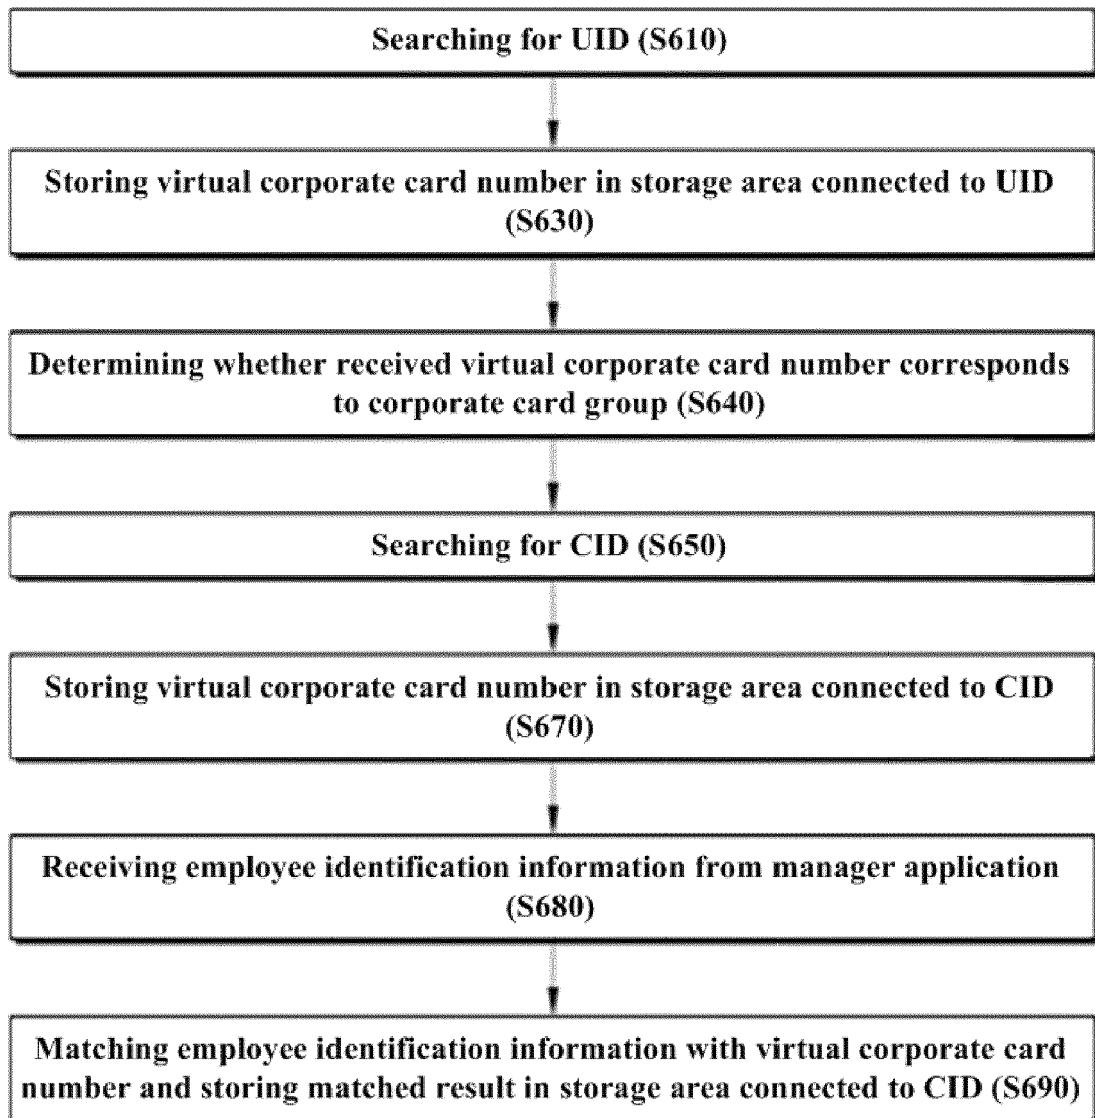 Searching for UID (S610)
Storing virtual corporate card number in storage area connected to UID
(S630)
Determining whether received virtual corporate card number corresponds
to corporate card group (S640)
Searching for CID (S650)
Storing virtual corporate card number in storage area connected to CID
(S670)
Receiving employee identification information from manager application
(S680)
Matching employee identification information with virtual corporate card
number and storing matched result in storage area connected to CID (S690)